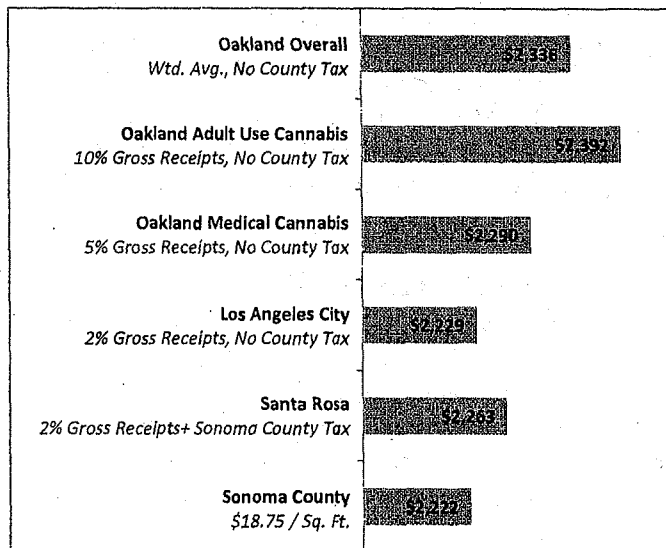 Oakland Overall
Wtd. Avg., No County Tax
$2,336
Oakland Adult Use Cannabis
10% Gross Receipts, No County Tax
$2,392
Oakland Medical Cannabis
5% Gross Receipts, No County Tax
$2,290
Los Angeles City
2% Gross Receipts, No County Tax
$2,229
Santa Rosa
2% Gross Receipts+ Sonoma County Tax
$2,263
Sonoma County
$18.75 / Sq. Ft.
$2,222